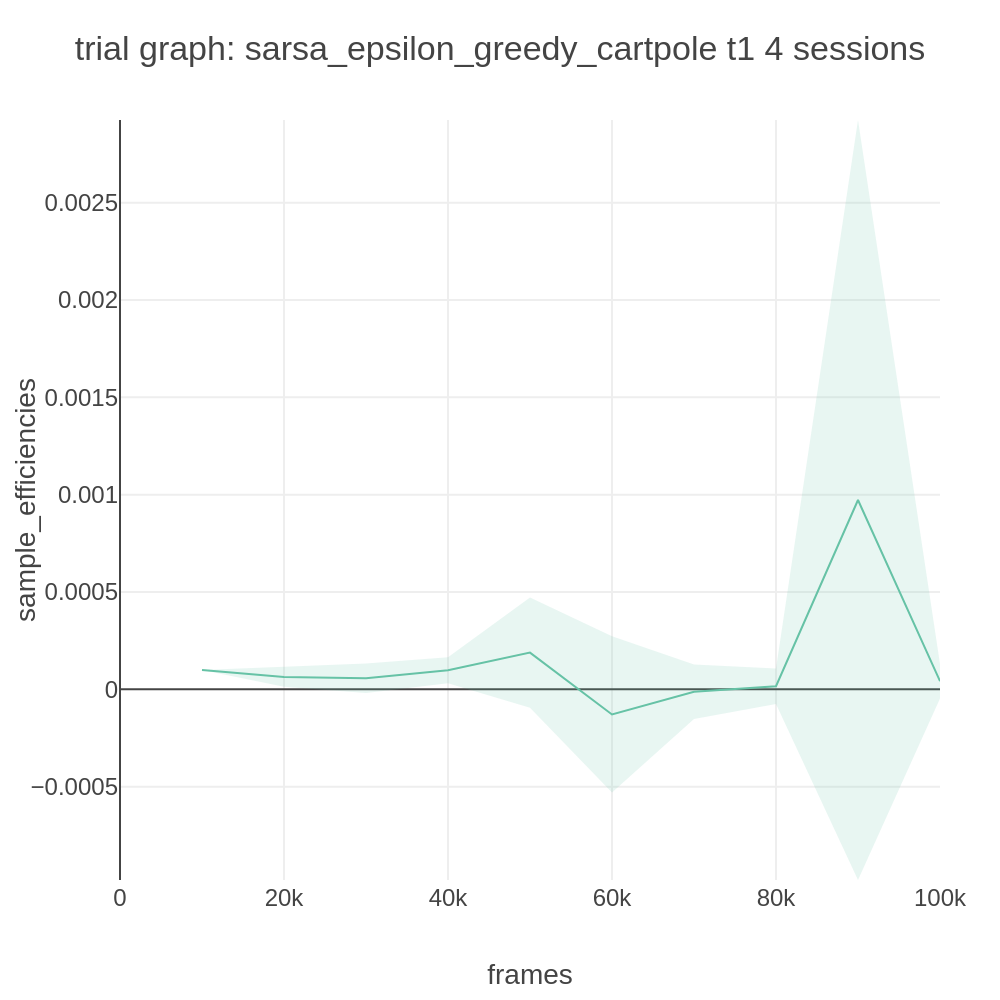 trial graph: sarsa_epsilon_greedy_cartpole t1 4 sessions
sample_efficiencies
0.0025
0.002
0.0015
0.001
0.0005
0
−0.0005
0
20k
40k
60k
80k
100k
frames